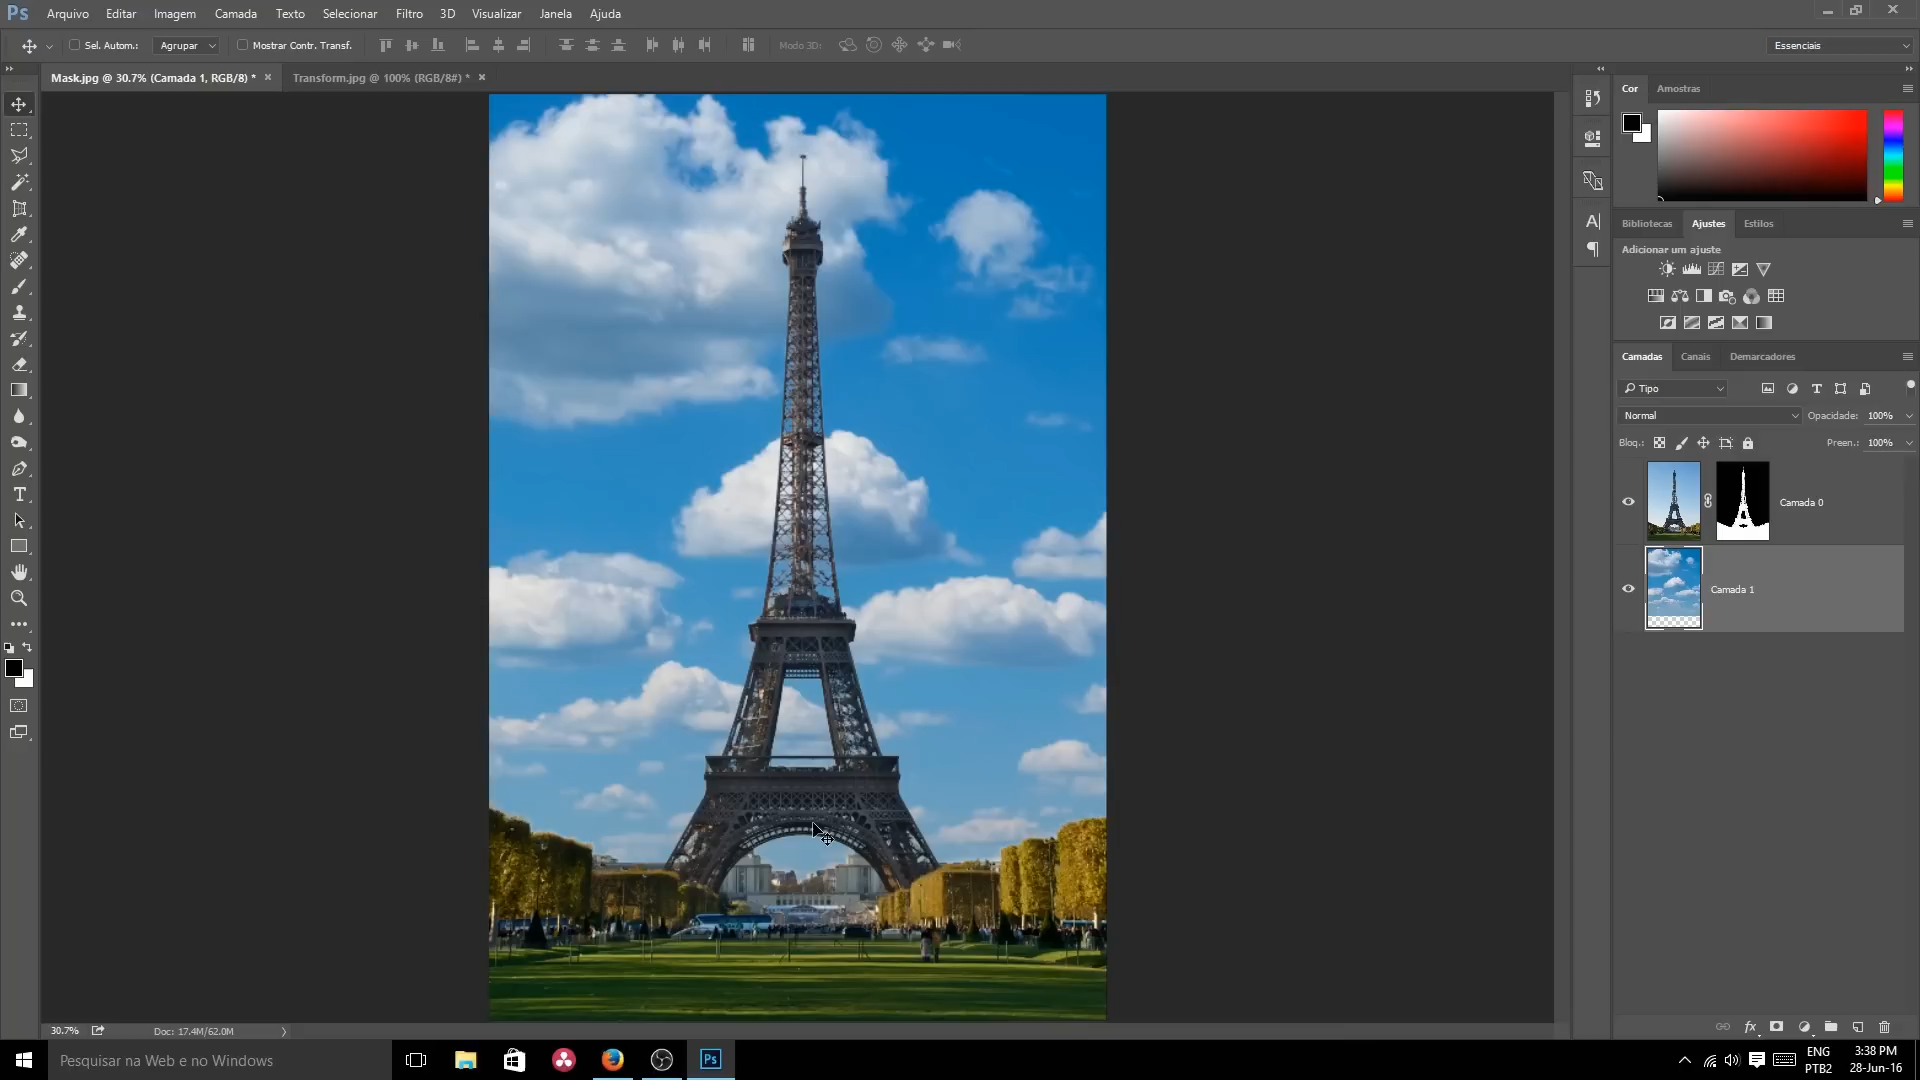 Ps Arquivo Editar Imagem Camada Texto Selecionar Filtro 3D Visualizar Janela Ajuda
Sel. Autom.: Agrupar Mostrar Contr. Transf. Modo 3D: Essenciais
Mask.jpg @ 30.7% (Camada 1, RGB/8) * Transform.jpg @ 100% (RGB/8#) *
Cor Amostras
Bibliotecas Ajustes Estilos
Adicionar um ajuste
Camadas Canais Demarcadores
Tipo
Normal Opacidade: 100%
Bloq.: Preen.: 100%
Camada 0
Camada 1
30.7% Doc: 17.4M/62.0M
Pesquisar na Web e no Windows
Ps
ENG
PTB2
3:38 PM
28-Jun-16